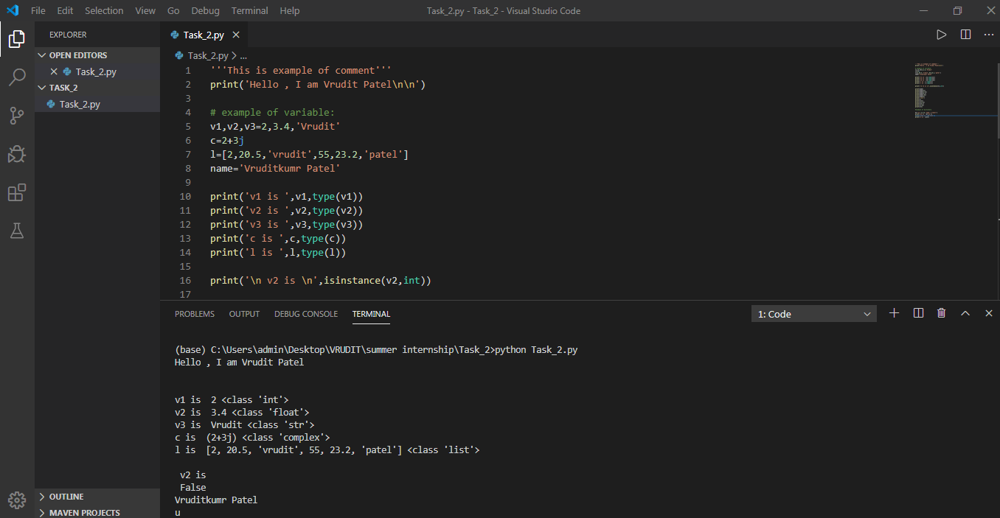 File Edit Selection View Go Debug Terminal Help
Task_2.py - Task_2 - Visual Studio Code
EXPLORER
OPEN EDITORS
Task_2.py
TASK_2
Task_2.py
OUTLINE
MAVEN PROJECTS
Task_2.py
Task_2.py > ...
1 '''This is example of comment'''
2 print('Hello , I am Vrudit Patel\n\n')
3
4 # example of variable:
5 v1,v2,v3=2,3.4,'Vrudit'
6 c=2+3j
7 l=[2,20.5,'vrudit',55,23.2,'patel']
8 name='Vruditkumr Patel'
9
10 print('v1 is ',v1,type(v1))
11 print('v2 is ',v2,type(v2))
12 print('v3 is ',v3,type(v3))
13 print('c is ',c,type(c))
14 print('l is ',l,type(l))
15
16 print('\n v2 is \n',isinstance(v2,int))
17
PROBLEMS OUTPUT DEBUG CONSOLE TERMINAL
1: Code
(base) C:\Users\admin\Desktop\VRUDIT\summer internship\Task_2>python Task_2.py
Hello , I am Vrudit Patel
v1 is  2 <class 'int'>
v2 is  3.4 <class 'float'>
v3 is  Vrudit <class 'str'>
c is  (2+3j) <class 'complex'>
l is  [2, 20.5, 'vrudit', 55, 23.2, 'patel'] <class 'list'>
v2 is
False
Vruditkumr Patel
u